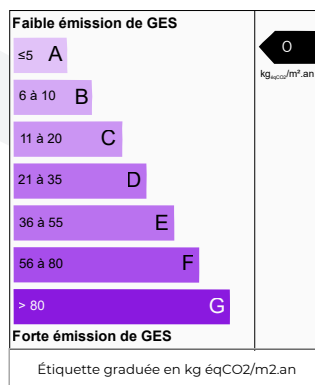 Faible émission de GES
≤5 A
0
kgéqCO2/m².an
6 à 10 B
11 à 20 C
21 à 35 D
36 à 55 E
56 à 80 F
> 80 G
Forte émission de GES
Étiquette graduée en kg éqCO2/m2.an